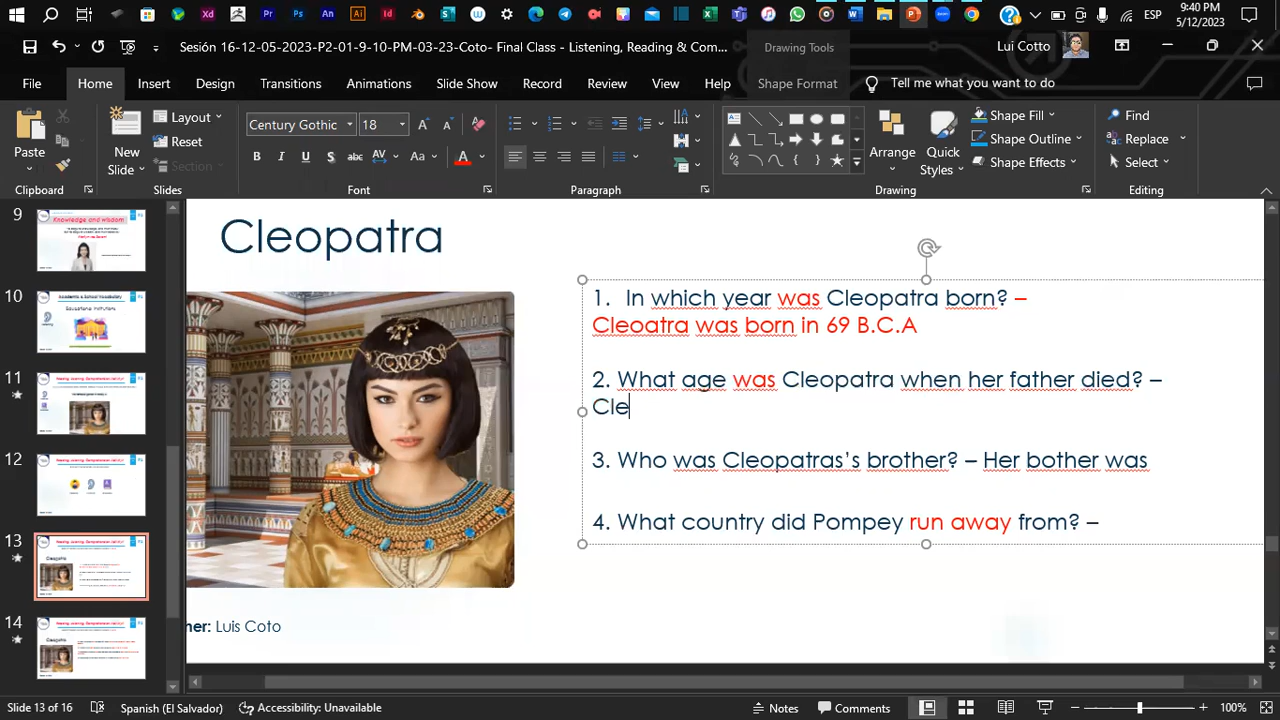 9:40 PM
ESP
5/12/2023
Sesión 16-12-05-2023-P2-01-9-10-PM-03-23-Coto- Final Class - Listening, Reading & Com...
Drawing Tools
Lui Cotto
File
Home
Insert
Design
Transitions
Animations
Slide Show
Record
Review
View
Help
Shape Format
Tell me what you want to do
Paste
New Slide
Layout
Reset
Section
Century Gothic
18
Arrange
Quick Styles
Shape Fill
Shape Outline
Shape Effects
Find
Replace
Select
Clipboard
Slides
Font
Paragraph
Drawing
Editing
9
Knowledge and wisdom
10
Academic & School Vocabulary
Educational Institutions
11
12
13
14
Cleopatra
1. In which year was Cleopatra born? –
Cleoatra was born in 69 B.C.A
2. What age was Cleopatra when her father died? –
Cle
3. Who was Cleopatras's brother? – Her bother was
4. What country did Pompey run away from? –
her: Luis Coto
Slide 13 of 16
Spanish (El Salvador)
Accessibility: Unavailable
Notes
Comments
100%